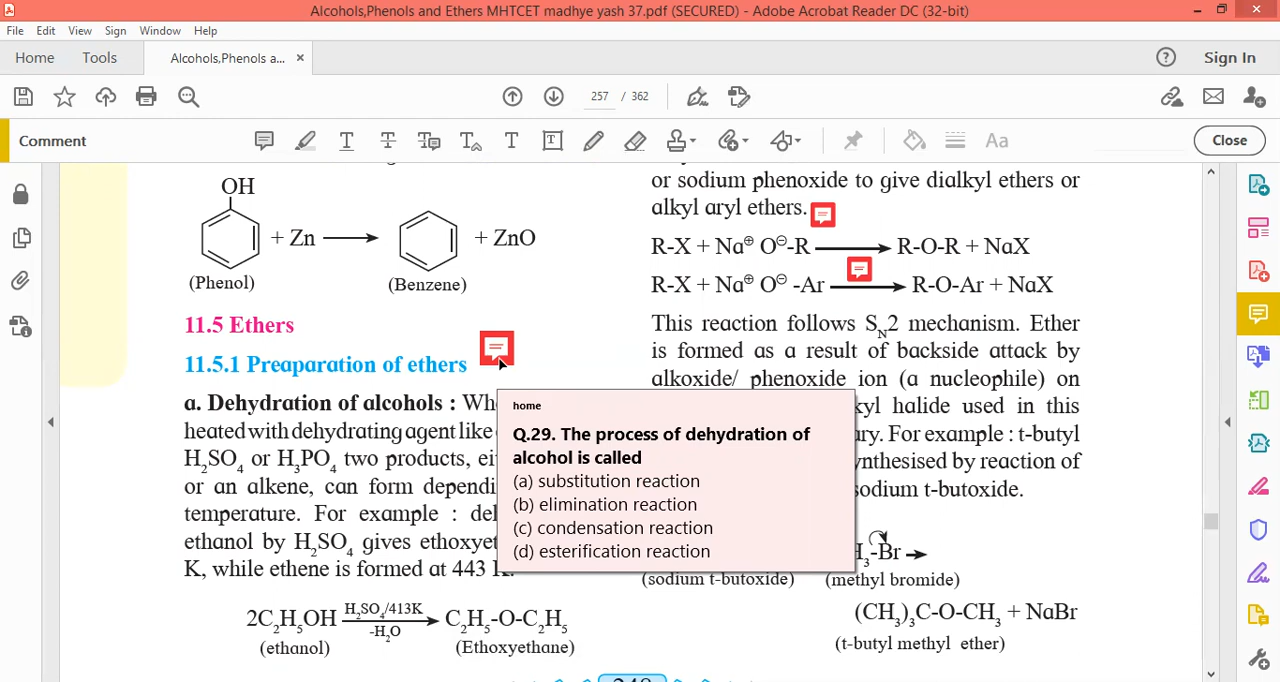 Alcohols,Phenols and Ethers MHTCET madhye yash 37.pdf (SECURED) - Adobe Acrobat Reader DC (32-bit)
File Edit View Sign Window Help
Home Tools Alcohols,Phenols a... × Sign In
257 / 362
Comment Close
OH
+ Zn ⟶ + ZnO
(Phenol) (Benzene)
11.5 Ethers
11.5.1 Preaparation of ethers
a. Dehydration of alcohols :
heated with dehydrating agent like
H₂SO₄ or H₃PO₄ two products,
or an alkene, can form
temperature. For example :
ethanol by H₂SO₄ gives
K, while ethene is formed at 443 K.
2C₂H₅OH H₂SO₄/413K -H₂O ⟶ C₂H₅-O-C₂H₅
(ethanol) (Ethoxyethane)
home
Q.29. The process of dehydration of
alcohol is called
(a) substitution reaction
(b) elimination reaction
(c) condensation reaction
(d) esterification reaction
or sodium phenoxide to give dialkyl ethers or
alkyl aryl ethers.
R-X + Na⊕ O⊖-R ⟶ R-O-R + NaX
R-X + Na⊕ O⊖ -Ar ⟶ R-O-Ar + NaX
This reaction follows SN2 mechanism. Ether
is formed as a result of backside attack by
alkoxide/ phenoxide ion (a nucleophile) on
halide used in this
For example : t-butyl
by reaction of
sodium t-butoxide.
-Br ⟶
(sodium t-butoxide) (methyl bromide)
(CH₃)₃C-O-CH₃ + NaBr
(t-butyl methyl ether)